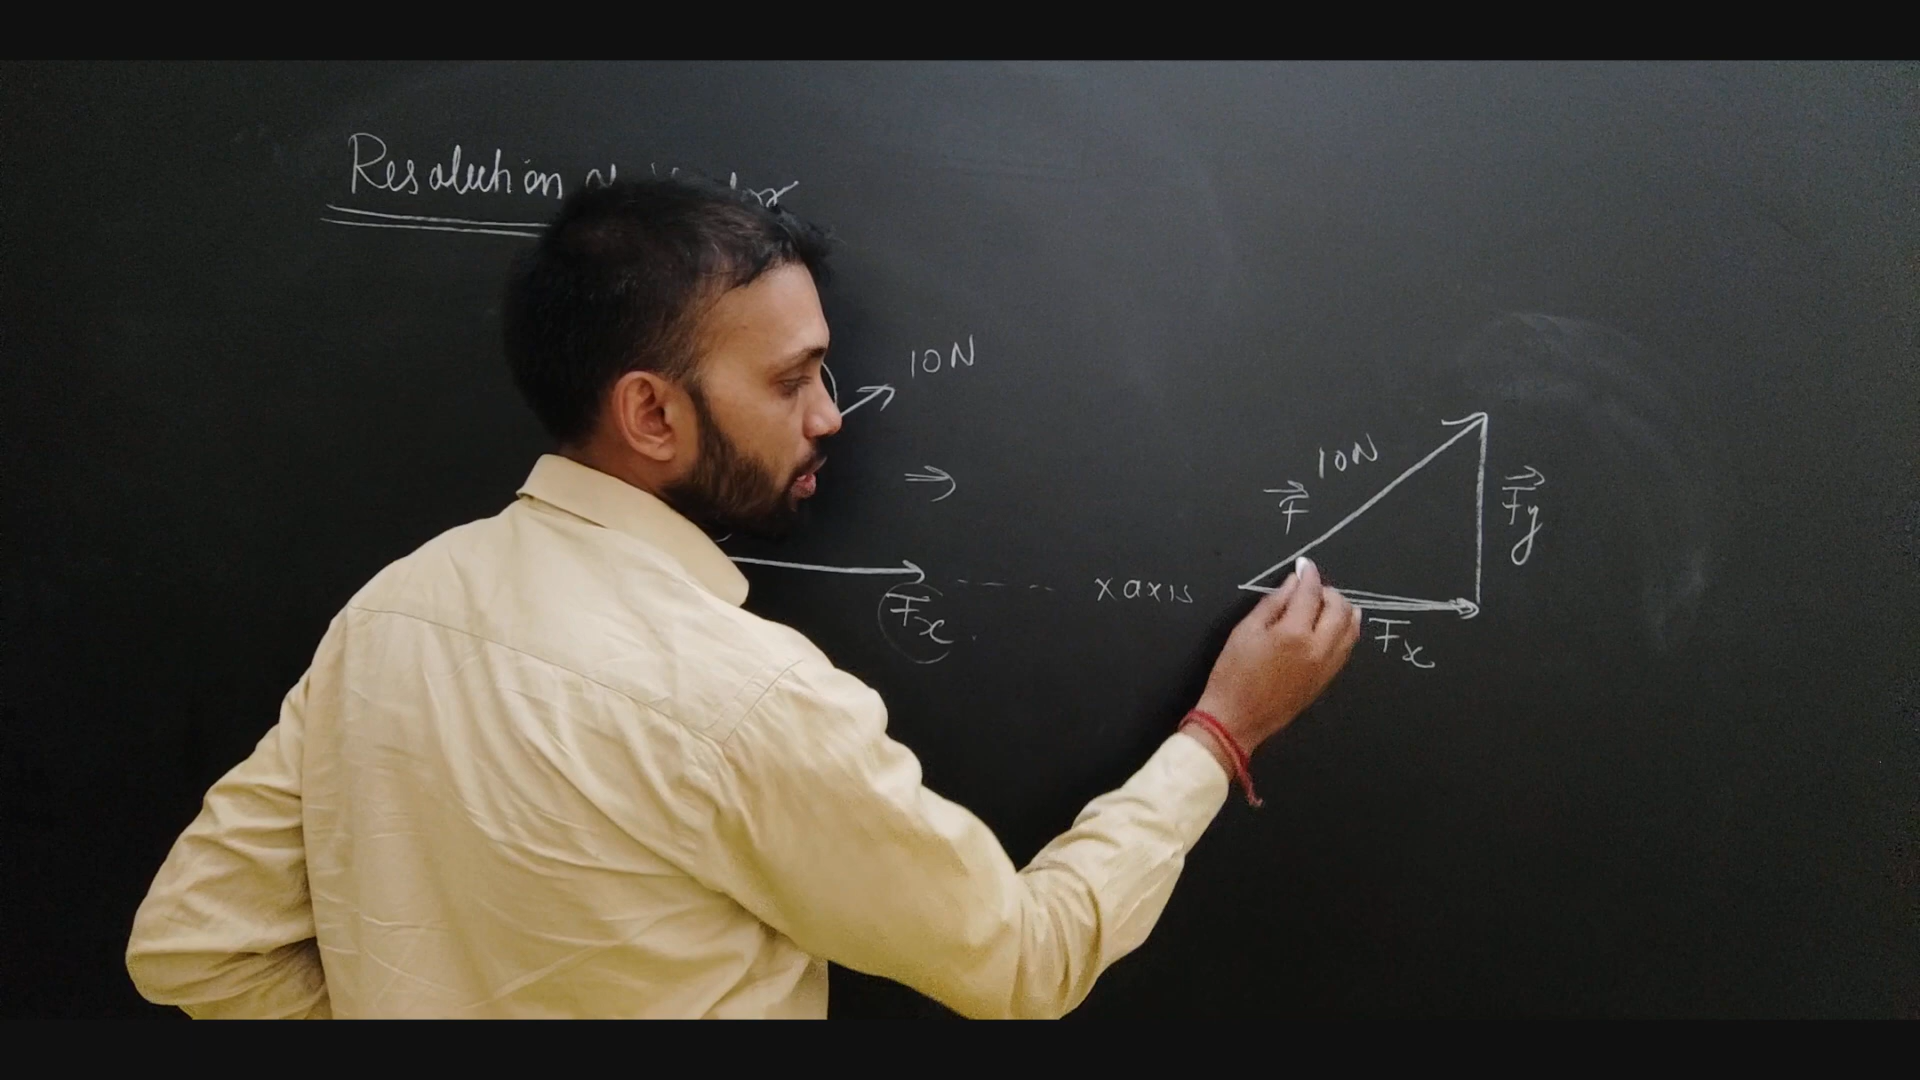 Resolution
10N
10N
F
Fy
x axis
Fx
Fx